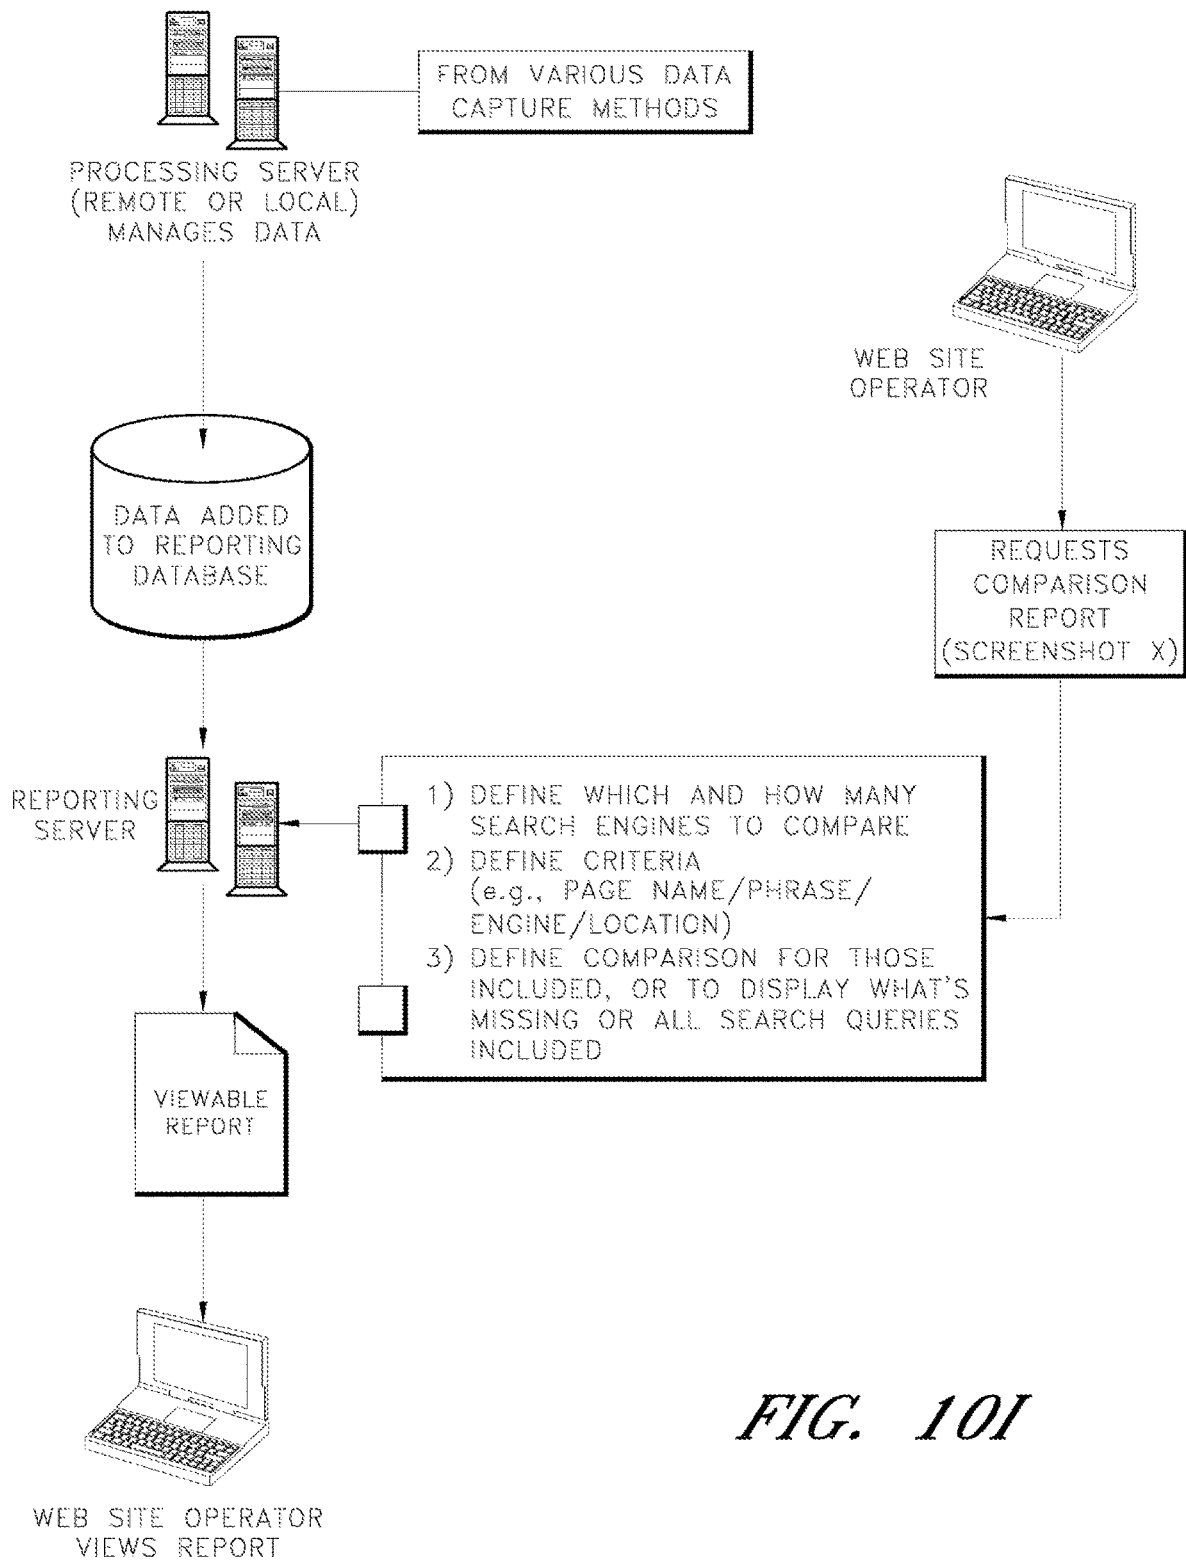 FROM VARIOUS DATA
CAPTURE METHODS
PROCESSING SERVER
(REMOTE OR LOCAL)
MANAGES DATA
WEB SITE
OPERATOR
DATA ADDED
TO REPORTING
DATABASE
REQUESTS
COMPARISON
REPORT
(SCREENSHOT X)
REPORTING
SERVER
1) DEFINE WHICH AND HOW MANY
SEARCH ENGINES TO COMPARE
2) DEFINE CRITERIA
(e.g., PAGE NAME/PHRASE/
ENGINE/LOCATION)
3) DEFINE COMPARISON FOR THOSE
INCLUDED, OR TO DISPLAY WHAT'S
MISSING OR ALL SEARCH QUERIES
INCLUDED
VIEWABLE
REPORT
WEB SITE OPERATOR
VIEWS REPORT
FIG. 10I